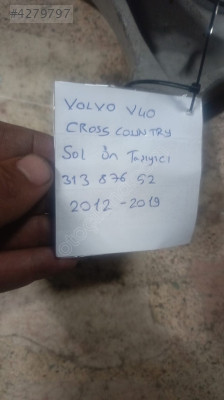 #4279797
VOLVO V40
CROSS COUNTRY
Sol ön Taşıyıcı
313 876 52
2012-2019